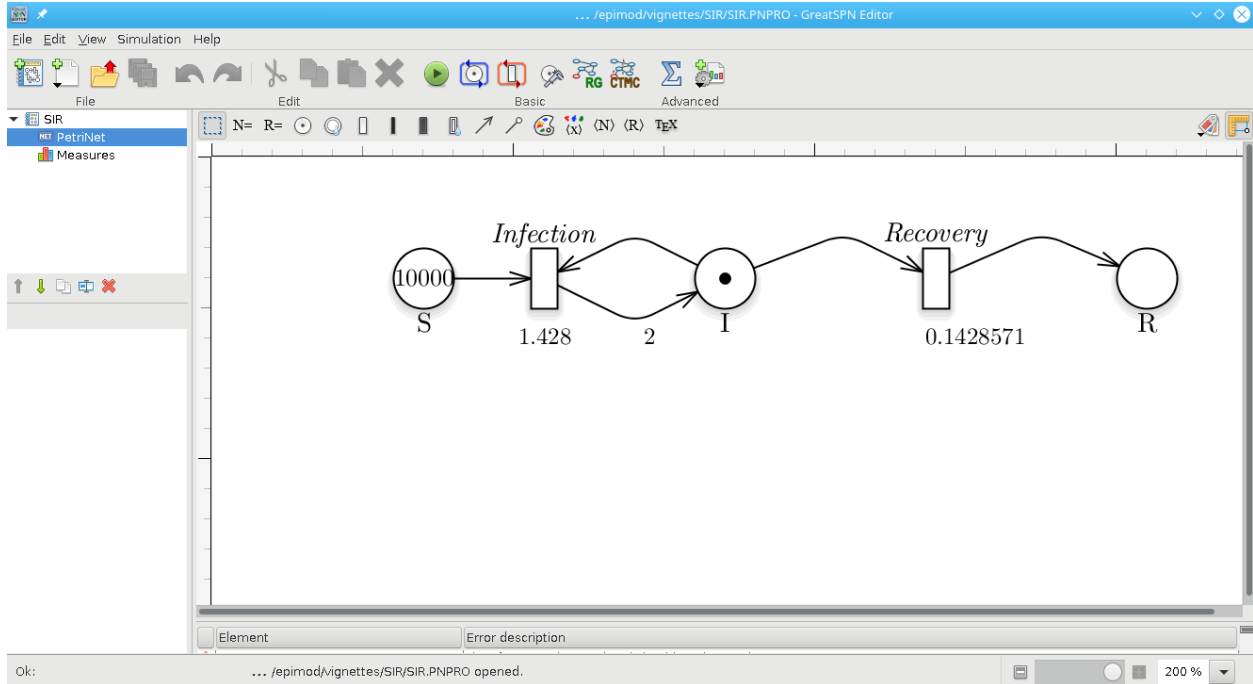 ... /epimod/vignettes/SIR/SIR.PNPRO - GreatSPN Editor
File Edit View Simulation Help
RG CTMC
File Edit Basic Advanced
SIR
N= R= (x) ⟨N⟩ ⟨R⟩ TEX
NET PetriNet
Measures
Infection Recovery
10000
S I R
1.428 2 0.1428571
Element Error description
Ok: ... /epimod/vignettes/SIR/SIR.PNPRO opened. 200 %